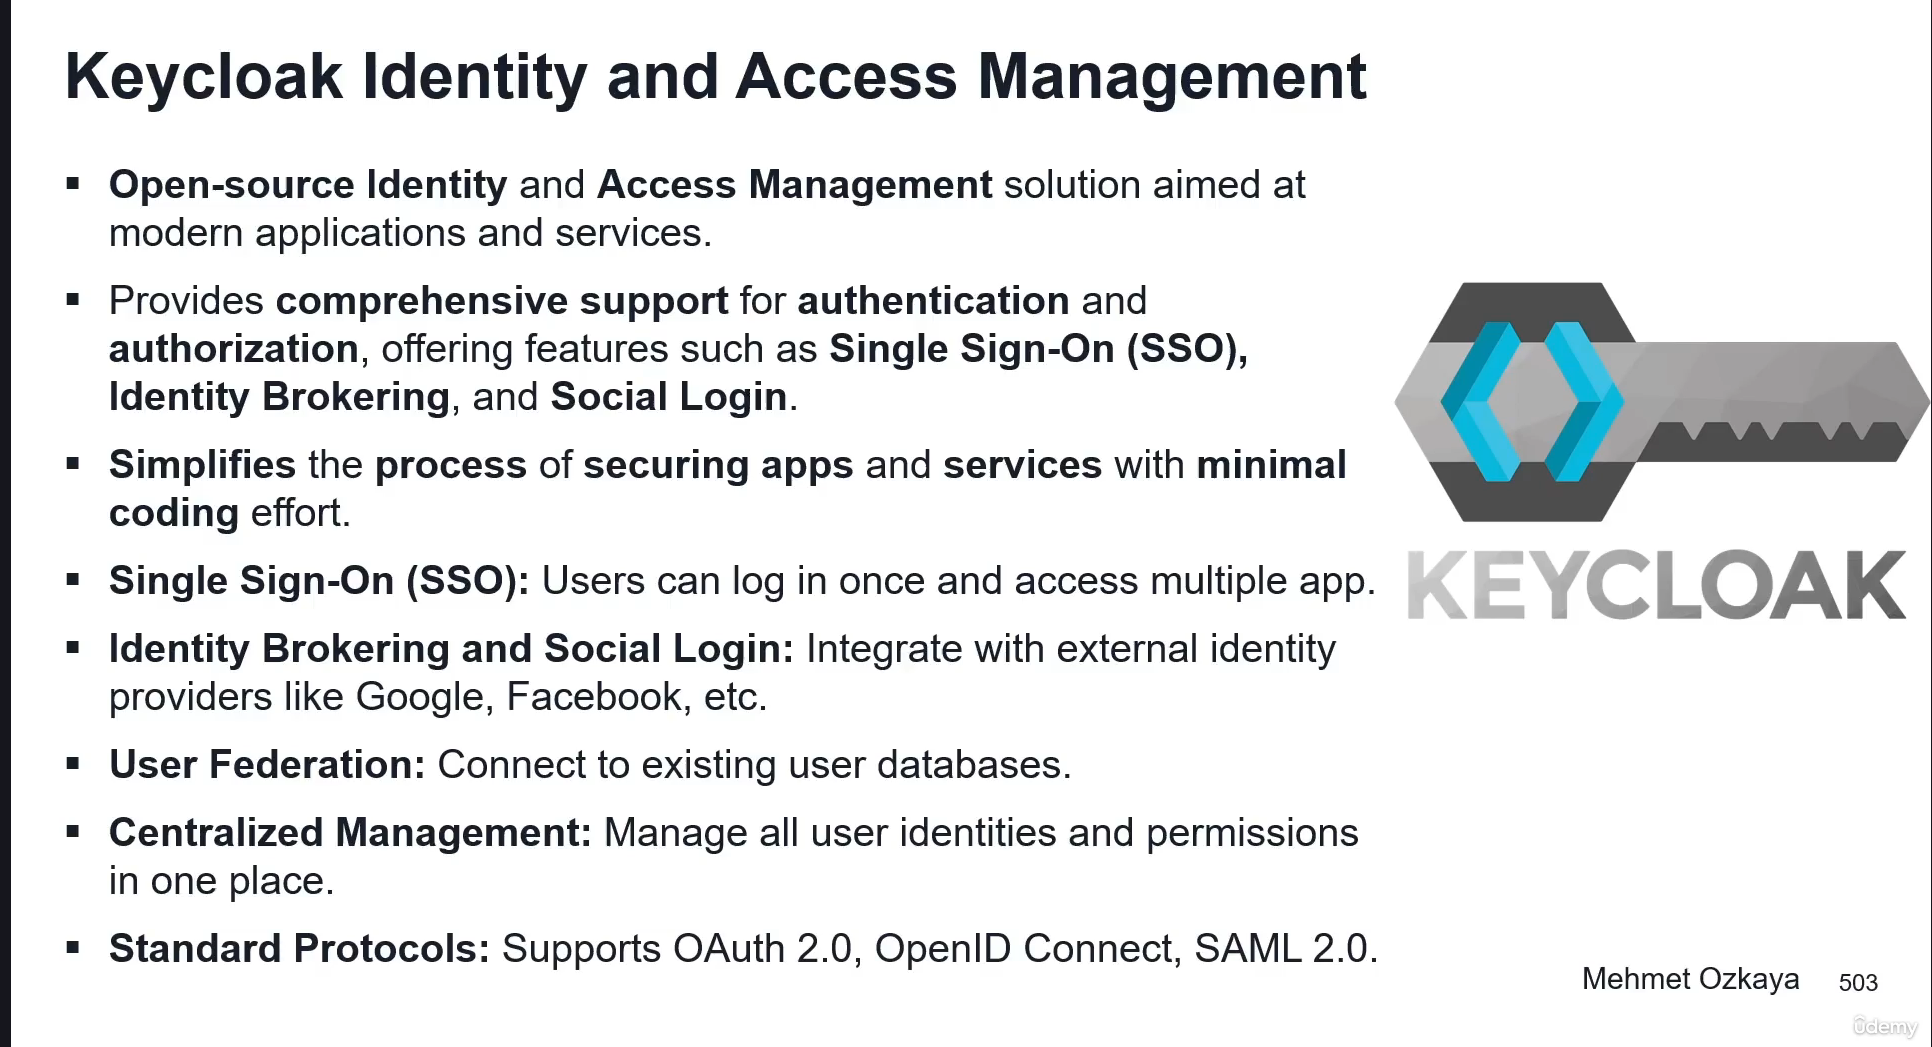 Keycloak Identity and Access Management
▪ Open-source Identity and Access Management solution aimed at
modern applications and services.
▪ Provides comprehensive support for authentication and
authorization, offering features such as Single Sign-On (SSO),
Identity Brokering, and Social Login.
▪ Simplifies the process of securing apps and services with minimal
coding effort.
▪ Single Sign-On (SSO): Users can log in once and access multiple app.
▪ Identity Brokering and Social Login: Integrate with external identity
providers like Google, Facebook, etc.
▪ User Federation: Connect to existing user databases.
▪ Centralized Management: Manage all user identities and permissions
in one place.
▪ Standard Protocols: Supports OAuth 2.0, OpenID Connect, SAML 2.0.
KEYCLOAK
Mehmet Ozkaya 503
ûdemy